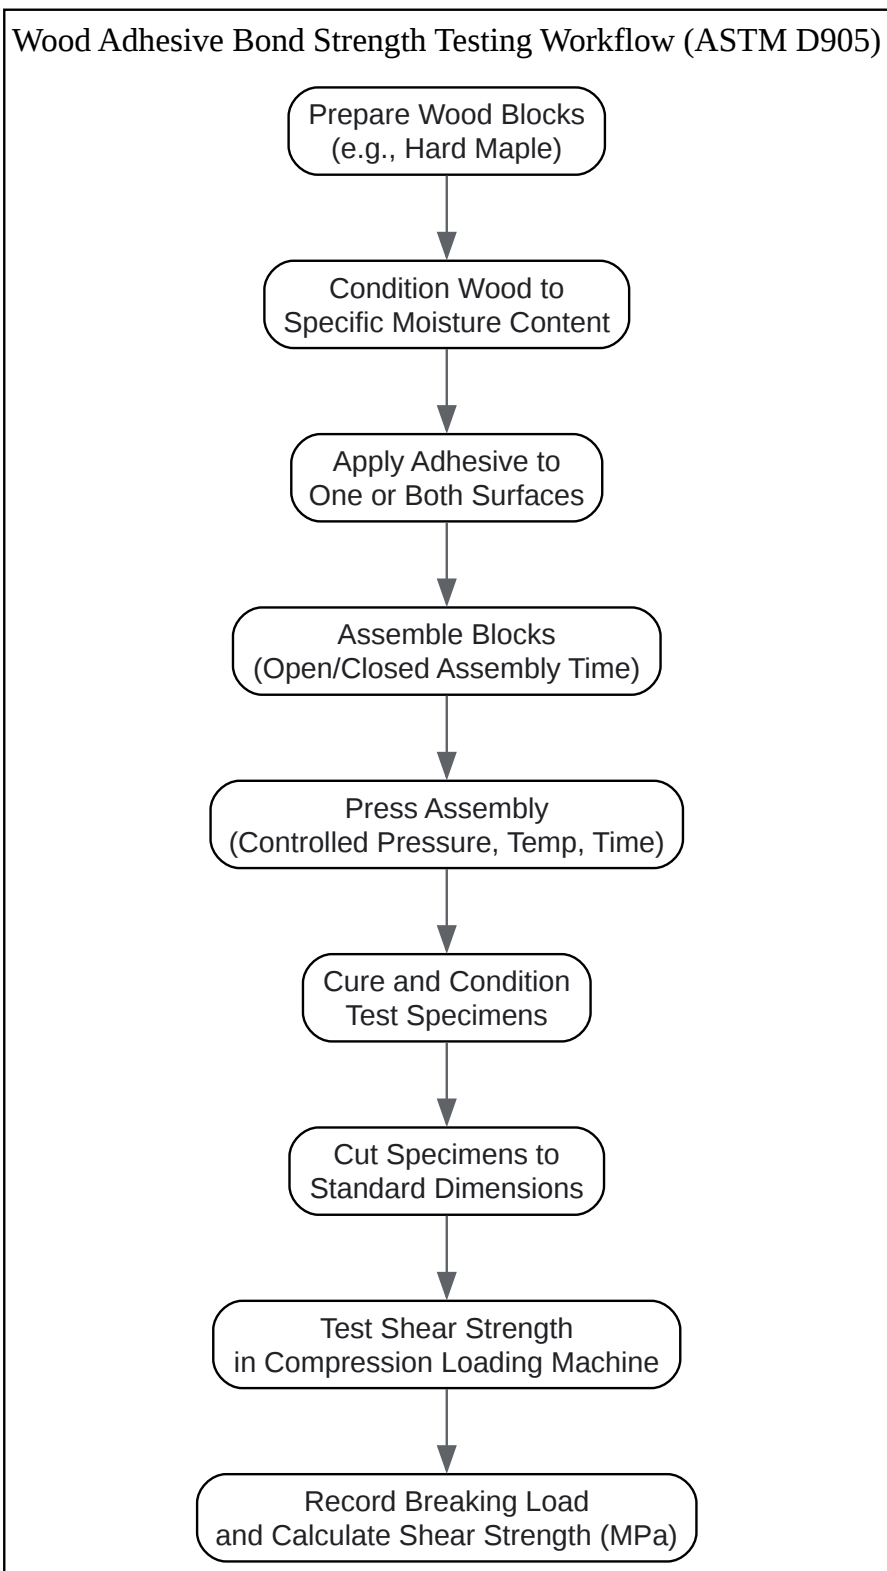 Wood Adhesive Bond Strength Testing Workflow (ASTM D905)
Prepare Wood Blocks
(e.g., Hard Maple)
Condition Wood to
Specific Moisture Content
Apply Adhesive to
One or Both Surfaces
Assemble Blocks
(Open/Closed Assembly Time)
Press Assembly
(Controlled Pressure, Temp, Time)
Cure and Condition
Test Specimens
Cut Specimens to
Standard Dimensions
Test Shear Strength
in Compression Loading Machine
Record Breaking Load
and Calculate Shear Strength (MPa)